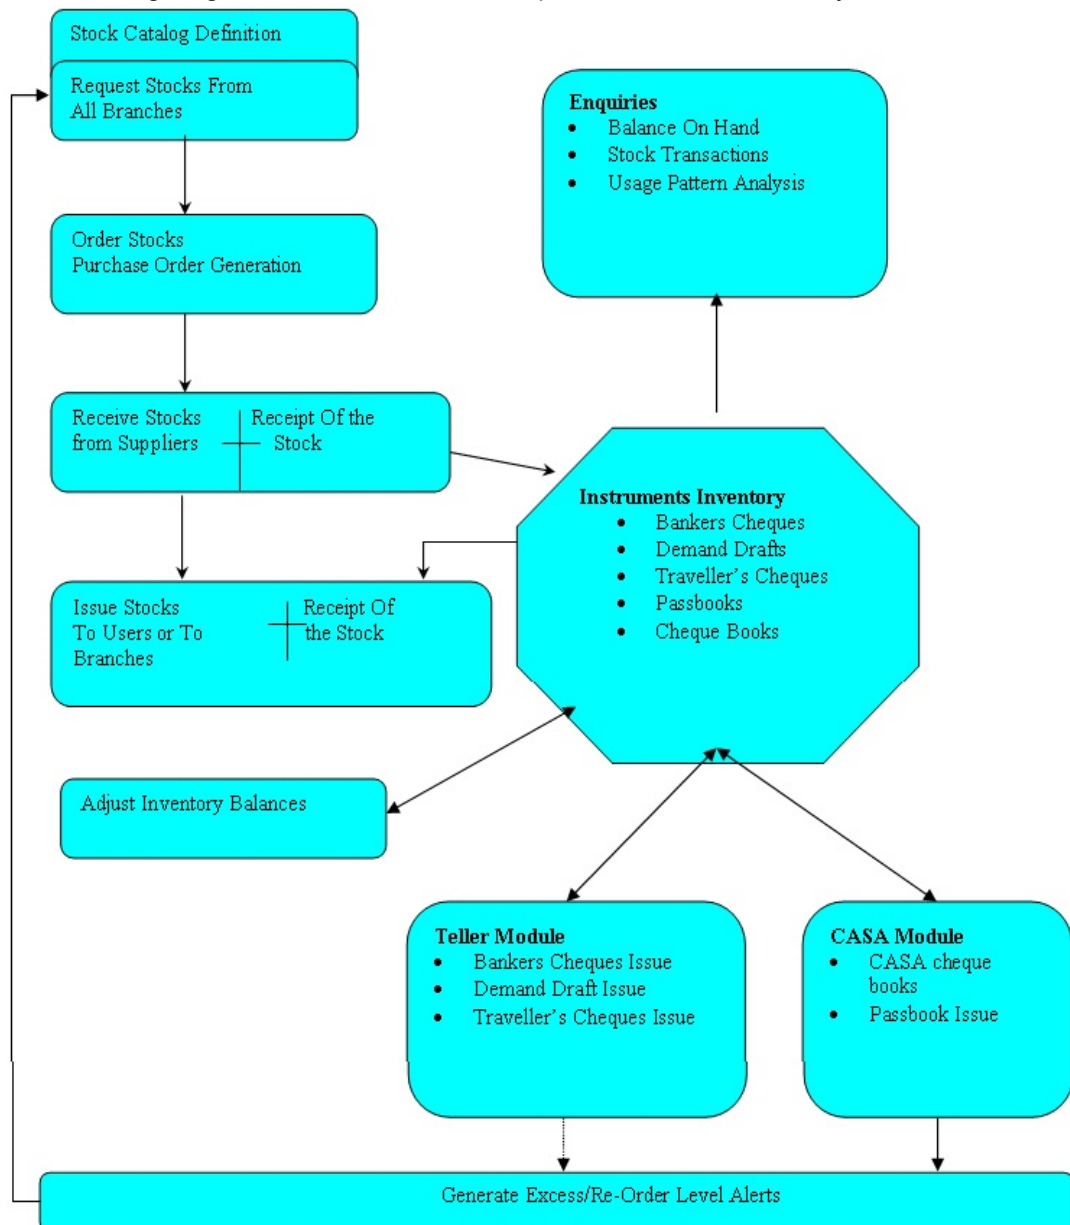 Stock Catalog Definition
Request Stocks From
All Branches
Enquiries
• Balance On Hand
• Stock Transactions
• Usage Pattern Analysis
Order Stocks
Purchase Order Generation
Receive Stocks
from Suppliers
Receipt Of the
Stock
Instruments Inventory
• Bankers Cheques
• Demand Drafts
• Traveller's Cheques
• Passbooks
• Cheque Books
Issue Stocks
To Users or To
Branches
Receipt Of
the Stock
Adjust Inventory Balances
Teller Module
• Bankers Cheques Issue
• Demand Draft Issue
• Traveller's Cheques Issue
CASA Module
• CASA cheque
books
• Passbook Issue
Generate Excess/Re-Order Level Alerts